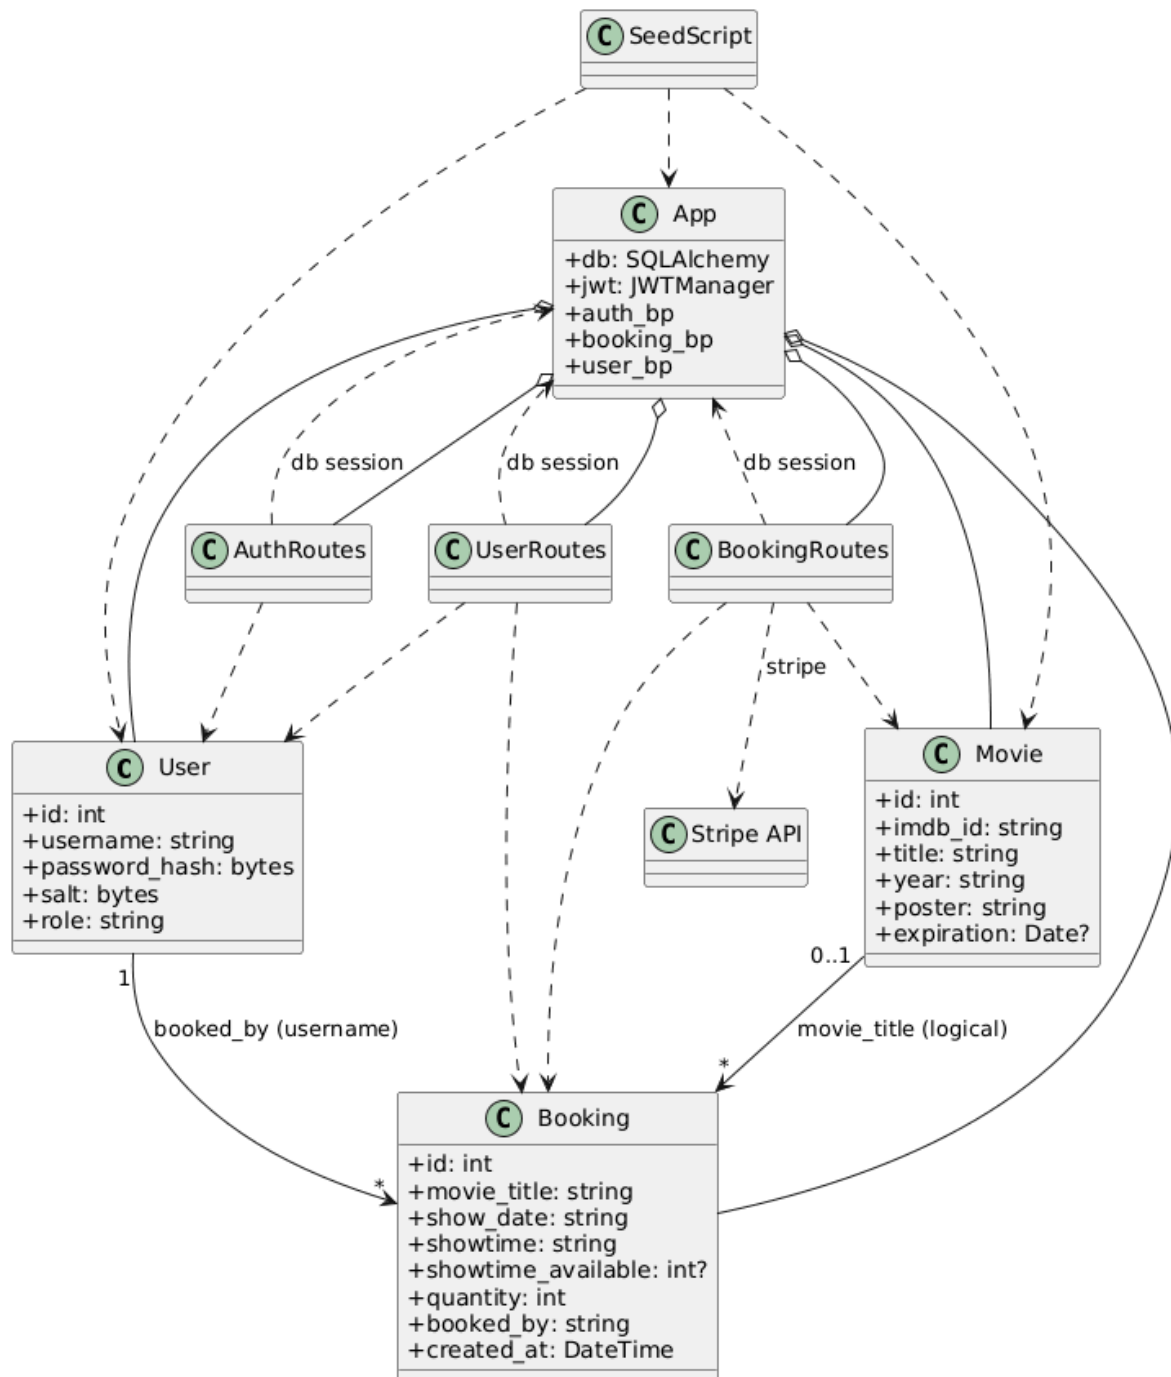 C SeedScript
C App
+db: SQLAlchemy
+jwt: JWTManager
+auth_bp
+booking_bp
+user_bp
db session
db session
db session
C AuthRoutes
C UserRoutes
C BookingRoutes
stripe
C User
+id: int
+username: string
+password_hash: bytes
+salt: bytes
+role: string
C Stripe API
C Movie
+id: int
+imdb_id: string
+title: string
+year: string
+poster: string
+expiration: Date?
1
booked_by (username)
*
0..1
movie_title (logical)
*
C Booking
+id: int
+movie_title: string
+show_date: string
+showtime: string
+showtime_available: int?
+quantity: int
+booked_by: string
+created_at: DateTime